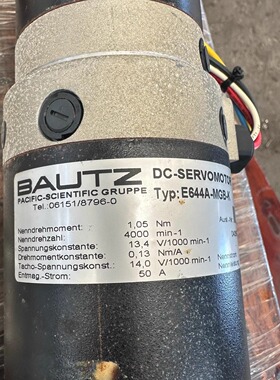 BAUTZ
DC-SERVOMOTOR
PACIFIC-SCIENTIFIC GRUPPE
Typ: E644A-MGB-K
Tel.:06151/8796-0
Nenndrehmoment: 1,05 Nm
Nenndrehzahl: 4000 min-1
Spannungskonstante: 13,4 V/1000 min-1
Drehmomentkonstante: 0,13 Nm/A
Tacho-Spannungskonst.: 14,0 V/1000 min-1
Entmag.-Strom: 50 A